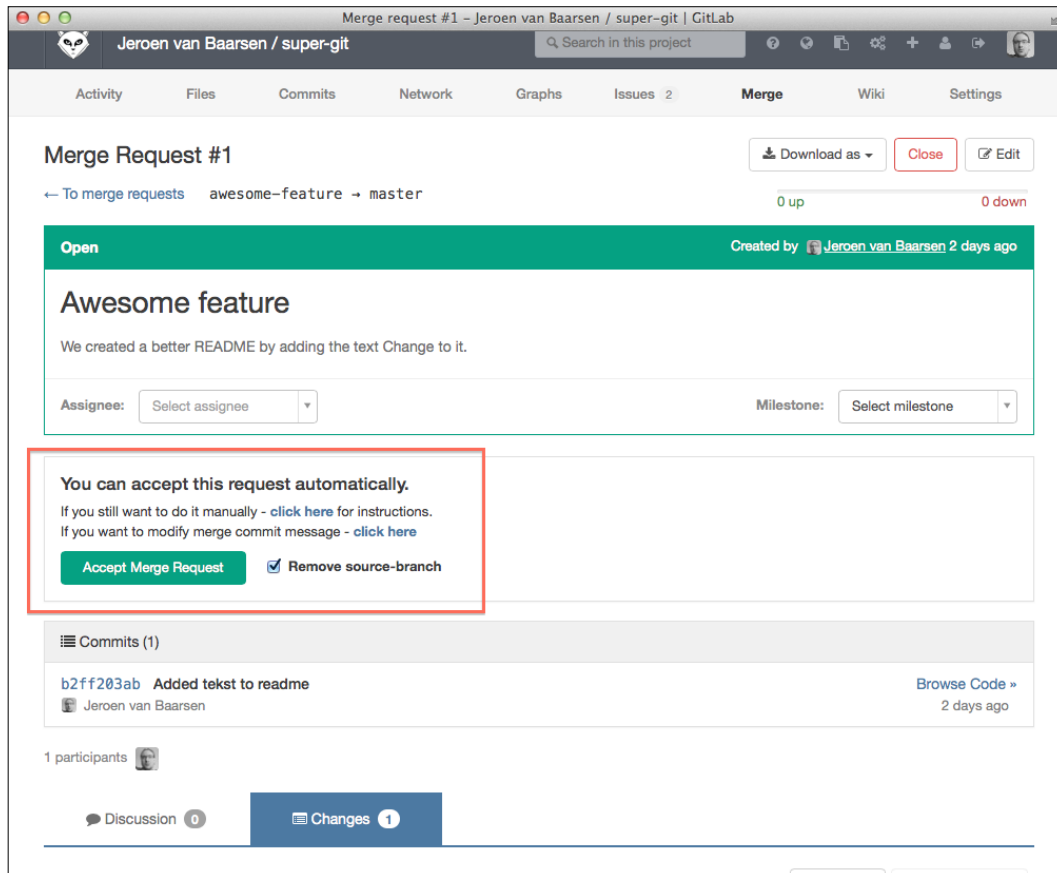 Merge request #1 – Jeroen van Baarsen / super-git | GitLab
Jeroen van Baarsen / super-git
Search in this project
Activity Files Commits Network Graphs Issues 2 Merge Wiki Settings
Merge Request #1
Download as Close Edit
← To merge requests awesome-feature → master
0 up 0 down
Open Created by Jeroen van Baarsen 2 days ago
Awesome feature
We created a better README by adding the text Change to it.
Assignee: Select assignee Milestone: Select milestone
You can accept this request automatically.
If you still want to do it manually - click here for instructions.
If you want to modify merge commit message - click here
Accept Merge Request Remove source-branch
Commits (1)
b2ff203ab Added tekst to readme Browse Code »
Jeroen van Baarsen 2 days ago
1 participants
Discussion 0 Changes 1